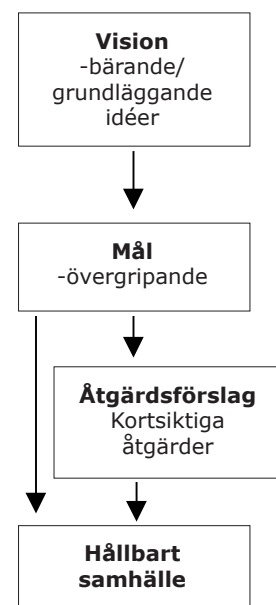 Vision
-bärande/
grundläggande
idéer
Mål
-övergripande
Åtgärdsförslag
Kortsiktiga
åtgärder
Hållbart
samhälle